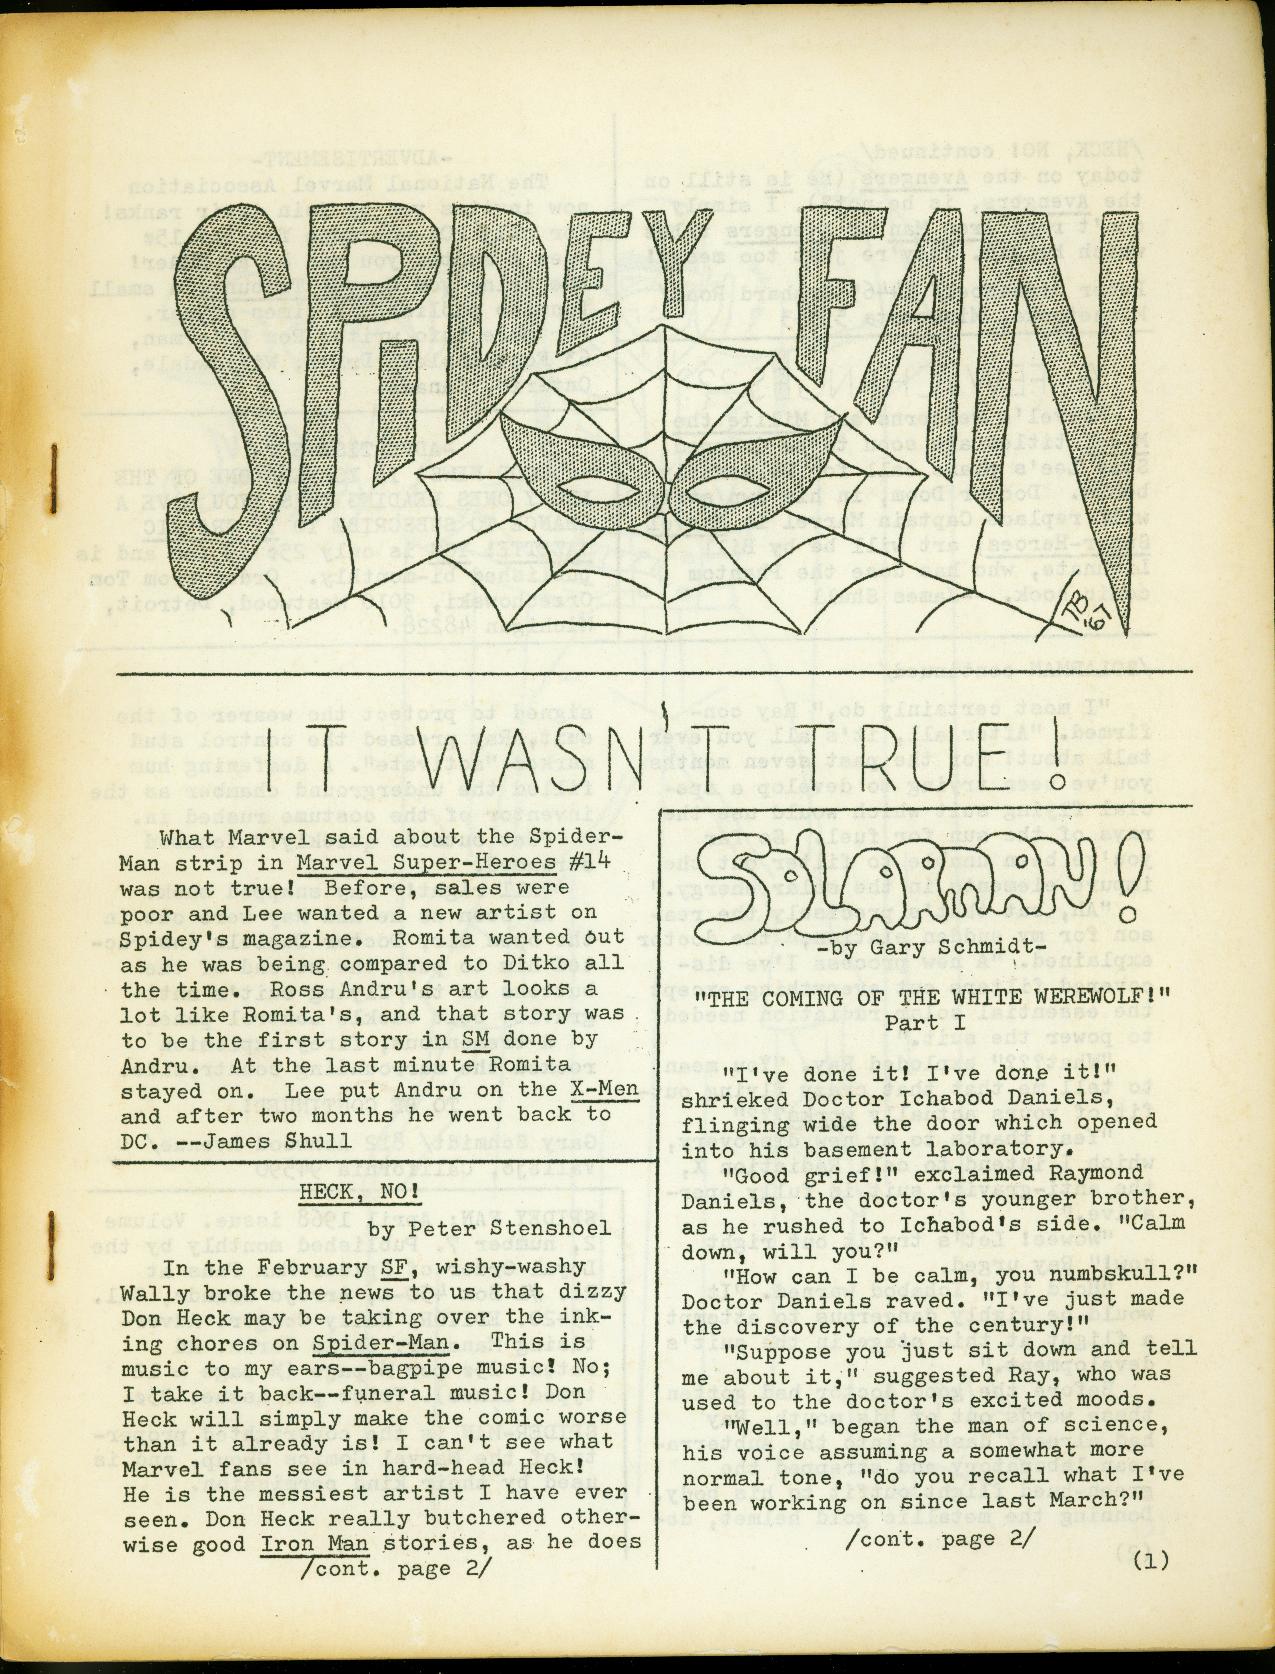 SPIDEY FAN
TB '67
IT WASN'T TRUE!
What Marvel said about the Spider-
Man strip in Marvel Super-Heroes #14
was not true! Before, sales were
poor and Lee wanted a new artist on
Spidey's magazine. Romita wanted out
as he was being compared to Ditko all
the time. Ross Andru's art looks a
lot like Romita's, and that story was
to be the first story in SM done by
Andru. At the last minute Romita
stayed on. Lee put Andru on the X-Men
and after two months he went back to
DC. --James Shull
HECK, NO!
by Peter Stenshoel
In the February SF, wishy-washy
Wally broke the news to us that dizzy
Don Heck may be taking over the ink-
ing chores on Spider-Man. This is
music to my ears--bagpipe music! No;
I take it back--funeral music! Don
Heck will simply make the comic worse
than it already is! I can't see what
Marvel fans see in hard-head Heck!
He is the messiest artist I have ever
seen. Don Heck really butchered other-
wise good Iron Man stories, as he does
/cont. page 2/
SOLARMAN!
-by Gary Schmidt-
"THE COMING OF THE WHITE WEREWOLF!"
Part I
"I've done it! I've done it!"
shrieked Doctor Ichabod Daniels,
flinging wide the door which opened
into his basement laboratory.
"Good grief!" exclaimed Raymond
Daniels, the doctor's younger brother,
as he rushed to Ichabod's side. "Calm
down, will you?"
"How can I be calm, you numbskull?"
Doctor Daniels raved. "I've just made
the discovery of the century!"
"Suppose you just sit down and tell
me about it," suggested Ray, who was
used to the doctor's excited moods.
"Well," began the man of science,
his voice assuming a somewhat more
normal tone, "do you recall what I've
been working on since last March?"
/cont. page 2/
(1)